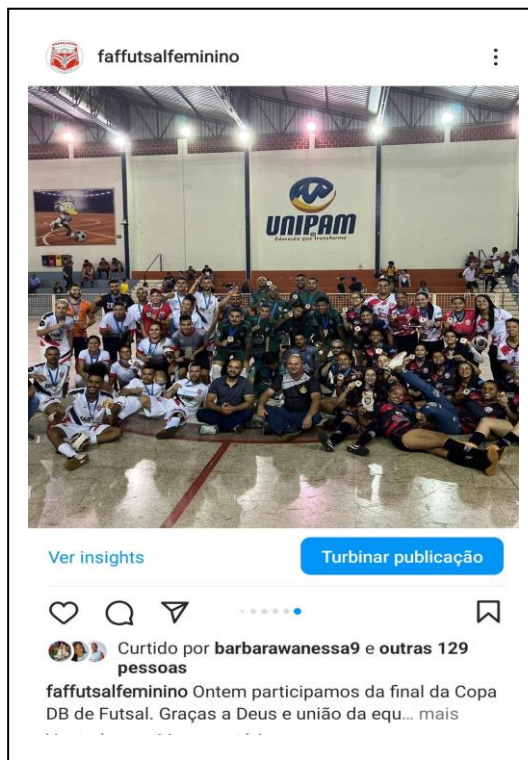 faffutsalfeminino
UNIPAM
Educação que transforma
Ver insights
Turbinar publicação
Curtido por barbarawanessa9 e outras 129
pessoas
faffutsalfeminino Ontem participamos da final da Copa
DB de Futsal. Graças a Deus e união da equ... mais